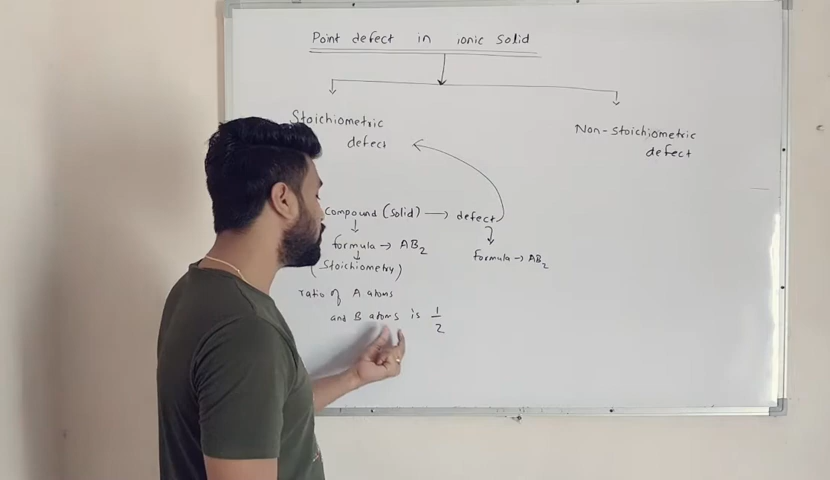 Point defect in ionic solid
Stoichiometric
defect
Non-stoichiometric
defect
compound (solid) → defect
formula → AB2
formula → AB2
(Stoichiometry)
ratio of A atoms
and B atoms is 1/2